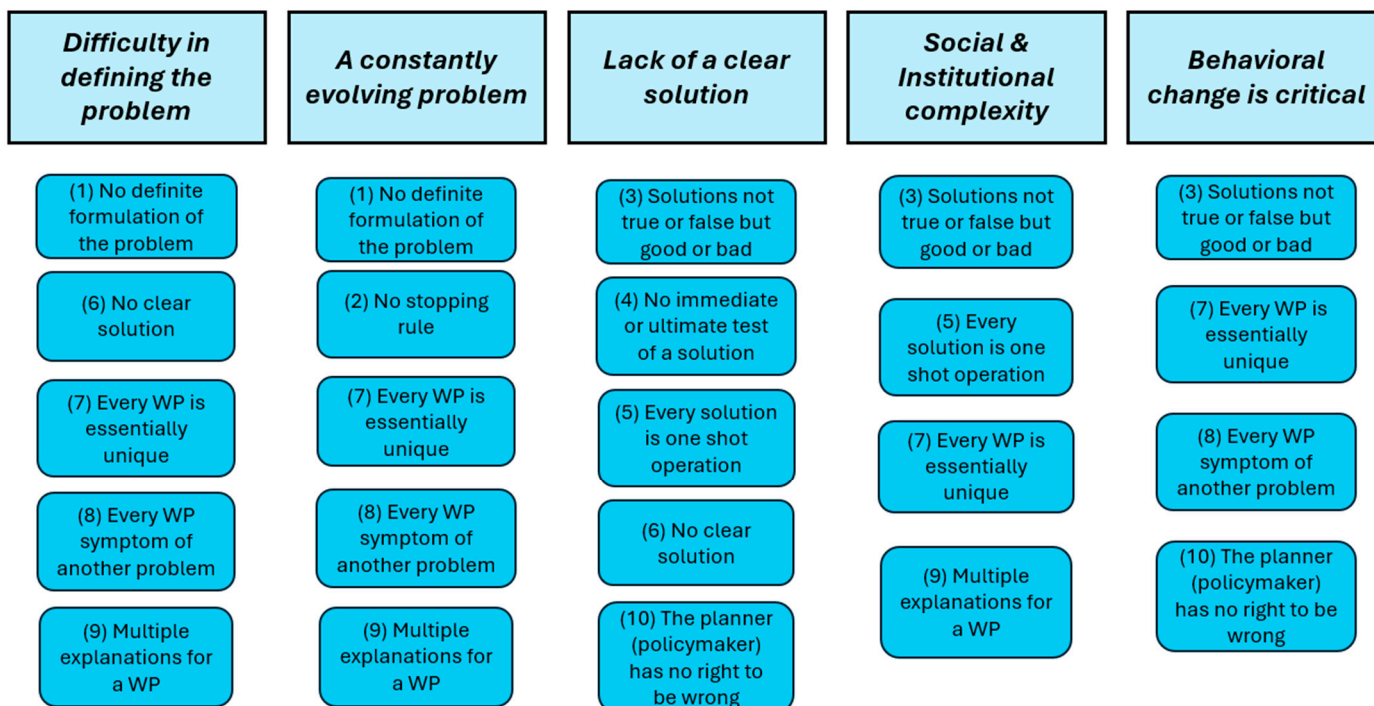 Difficulty in
defining the
problem
A constantly
evolving problem
Lack of a clear
solution
Social &
Institutional
complexity
Behavioral
change is critical
(1) No definite
formulation of
the problem
(6) No clear
solution
(7) Every WP is
essentially
unique
(8) Every WP
symptom of
another problem
(9) Multiple
explanations for
a WP
(1) No definite
formulation of
the problem
(2) No stopping
rule
(7) Every WP is
essentially
unique
(8) Every WP
symptom of
another problem
(9) Multiple
explanations for
a WP
(3) Solutions not
true or false but
good or bad
(4) No immediate
or ultimate test
of a solution
(5) Every solution
is one shot
operation
(6) No clear
solution
(10) The planner
(policymaker)
has no right to
be wrong
(3) Solutions not
true or false but
good or bad
(5) Every
solution is one
shot operation
(7) Every WP is
essentially
unique
(9) Multiple
explanations for
a WP
(3) Solutions not
true or false but
good or bad
(7) Every WP is
essentially
unique
(8) Every WP
symptom of
another problem
(10) The planner
(policymaker)
has no right to be
wrong